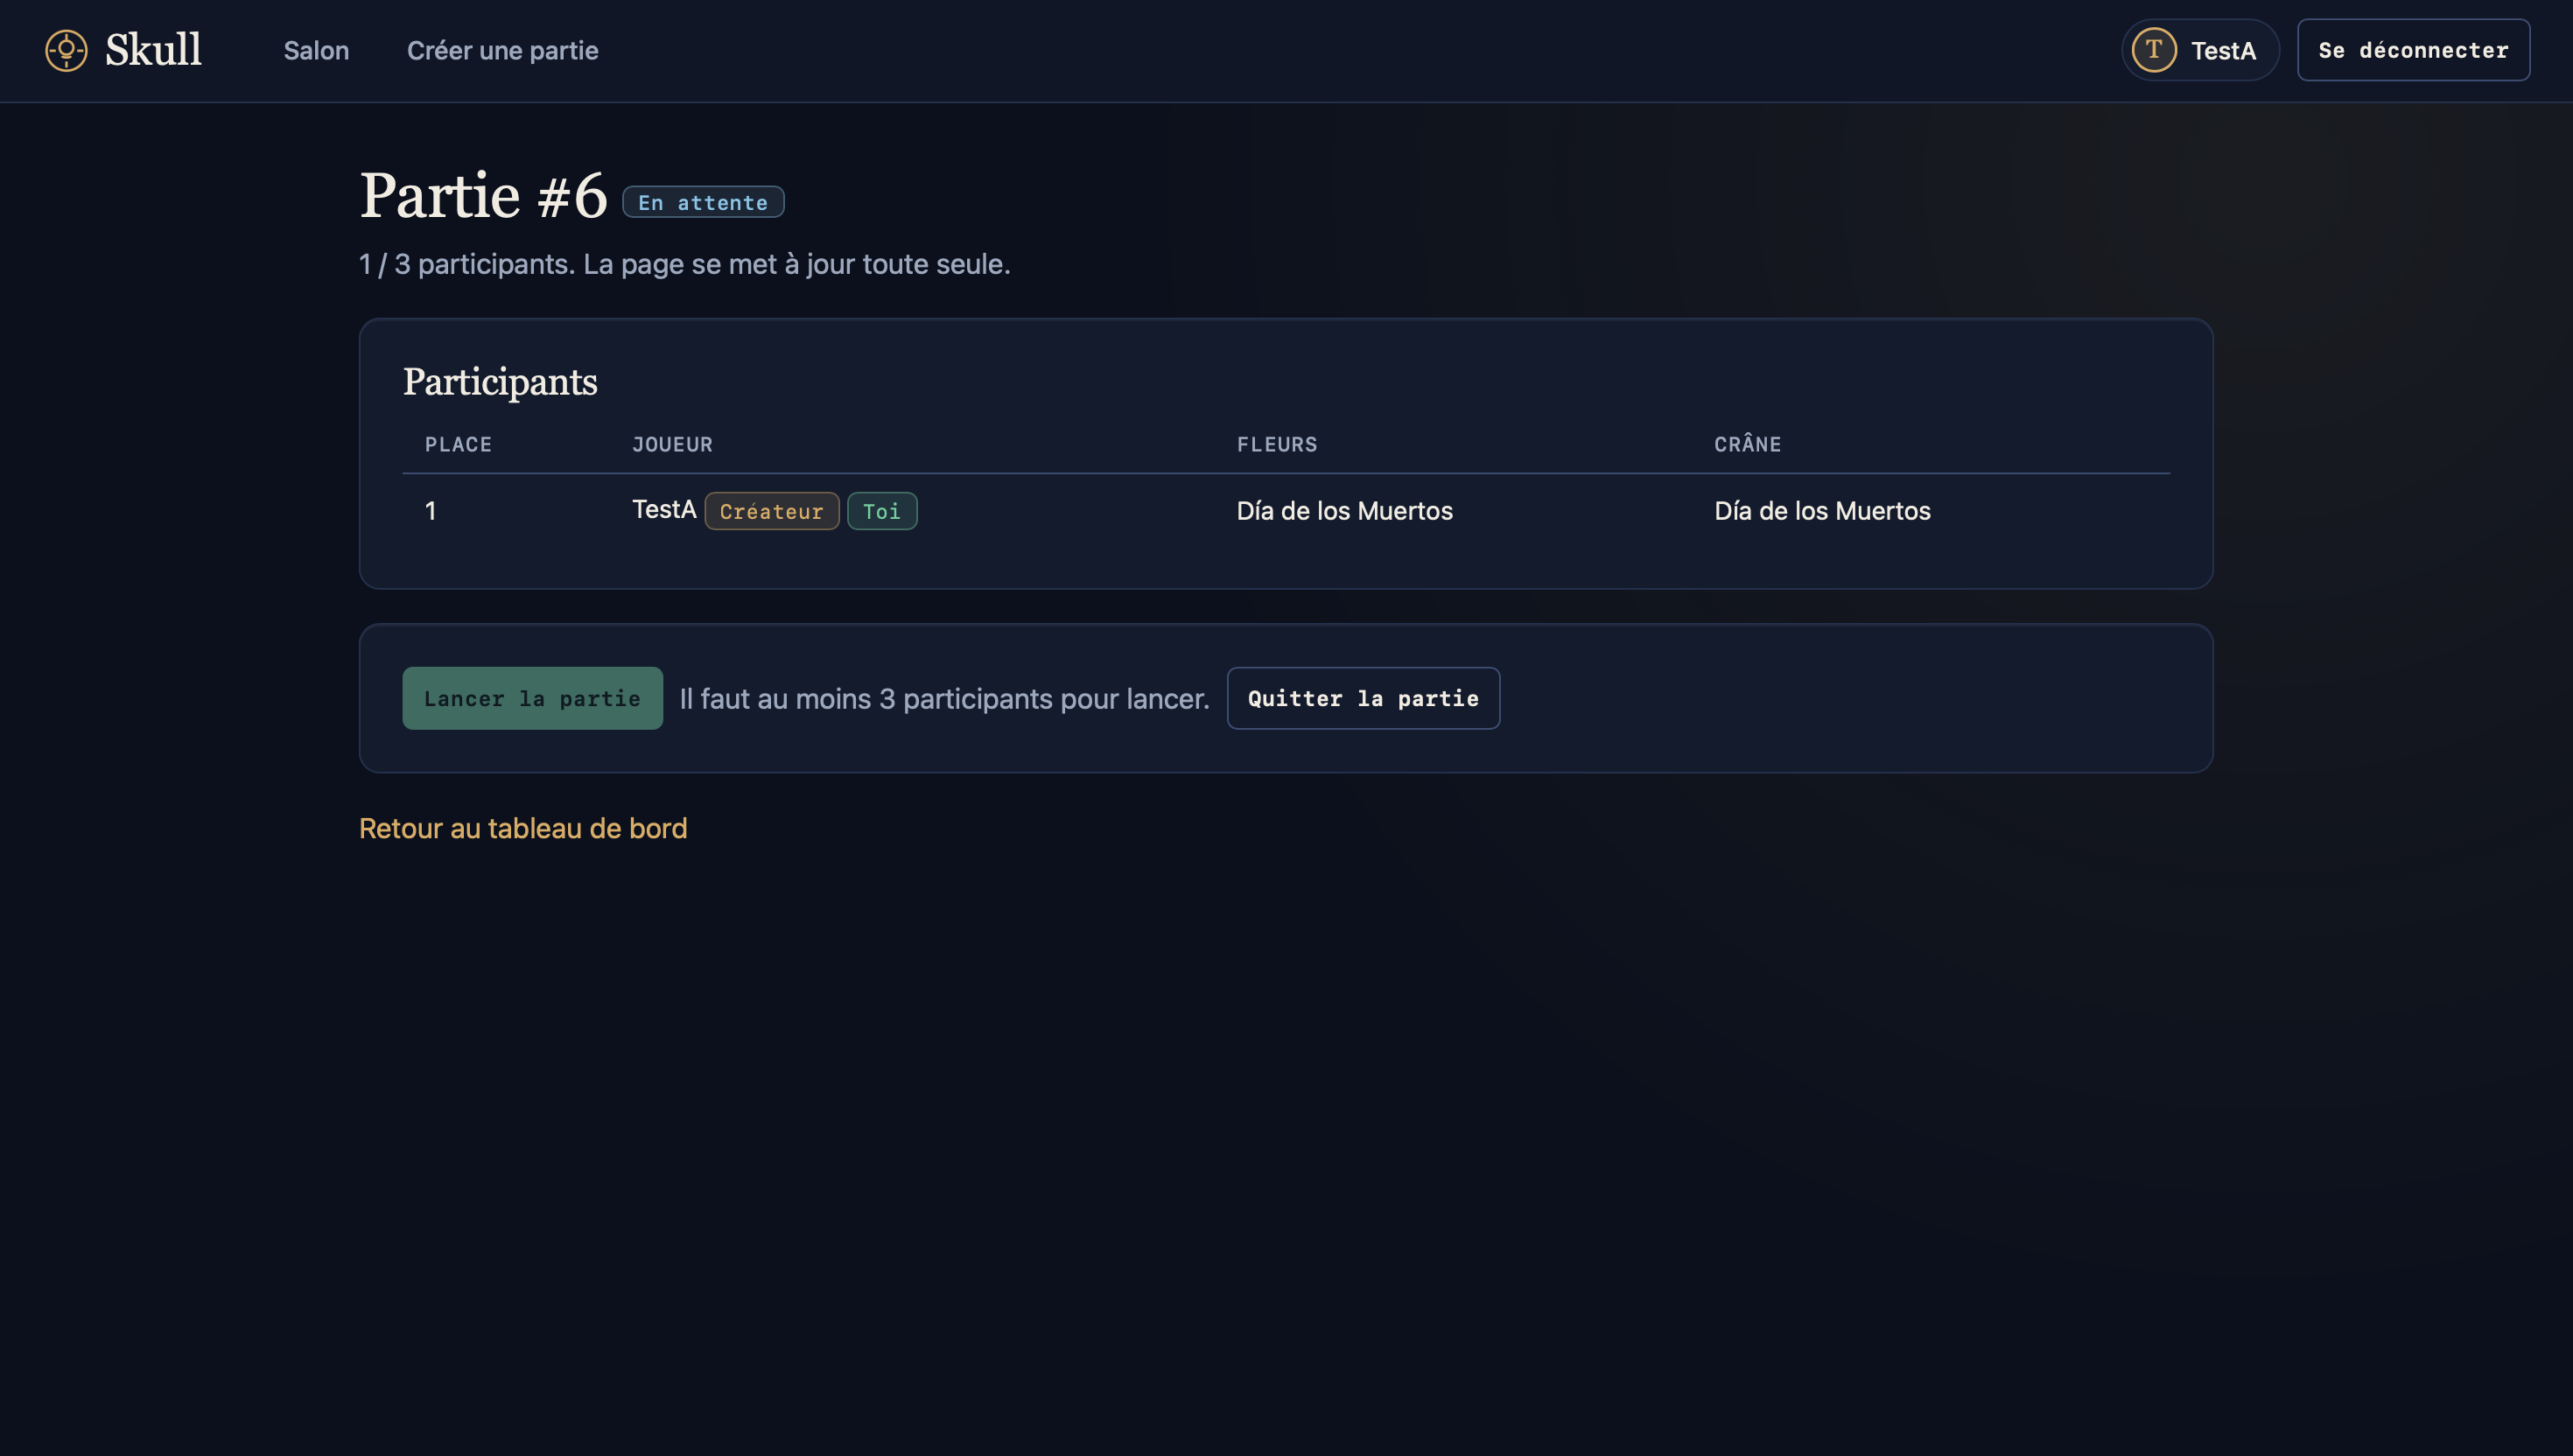 Skull
Salon
Créer une partie
T
TestA
Se déconnecter
Partie #6
En attente
1 / 3 participants. La page se met à jour toute seule.
Participants
PLACE JOUEUR FLEURS CRÂNE
1 TestA Créateur Toi Día de los Muertos Día de los Muertos
Lancer la partie Il faut au moins 3 participants pour lancer. Quitter la partie
Retour au tableau de bord